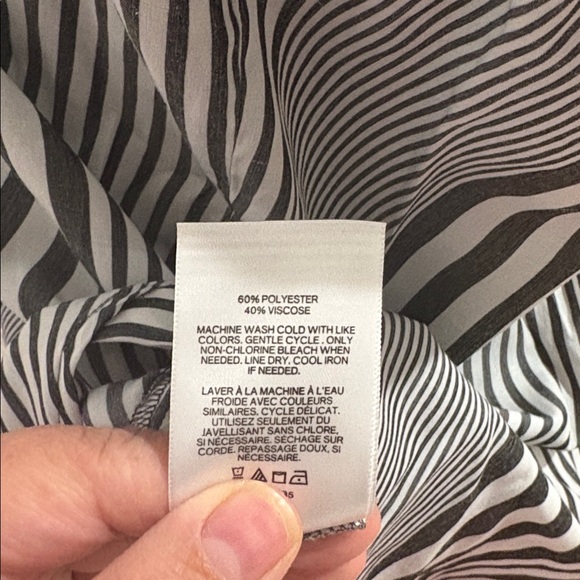 60% POLYESTER
40% VISCOSE
MACHINE WASH COLD WITH LIKE
COLORS. GENTLE CYCLE . ONLY
NON-CHLORINE BLEACH WHEN
NEEDED. LINE DRY. COOL IRON
IF NEEDED.
LAVER À LA MACHINE À L'EAU
FROIDE AVEC COULEURS
SIMILAIRES. CYCLE DÉLICAT.
UTILISEZ SEULEMENT DU
JAVELLISANT SANS CHLORE,
SI NÉCESSAIRE. SÉCHAGE SUR
CORDE. REPASSAGE DOUX, SI
NÉCESSAIRE.